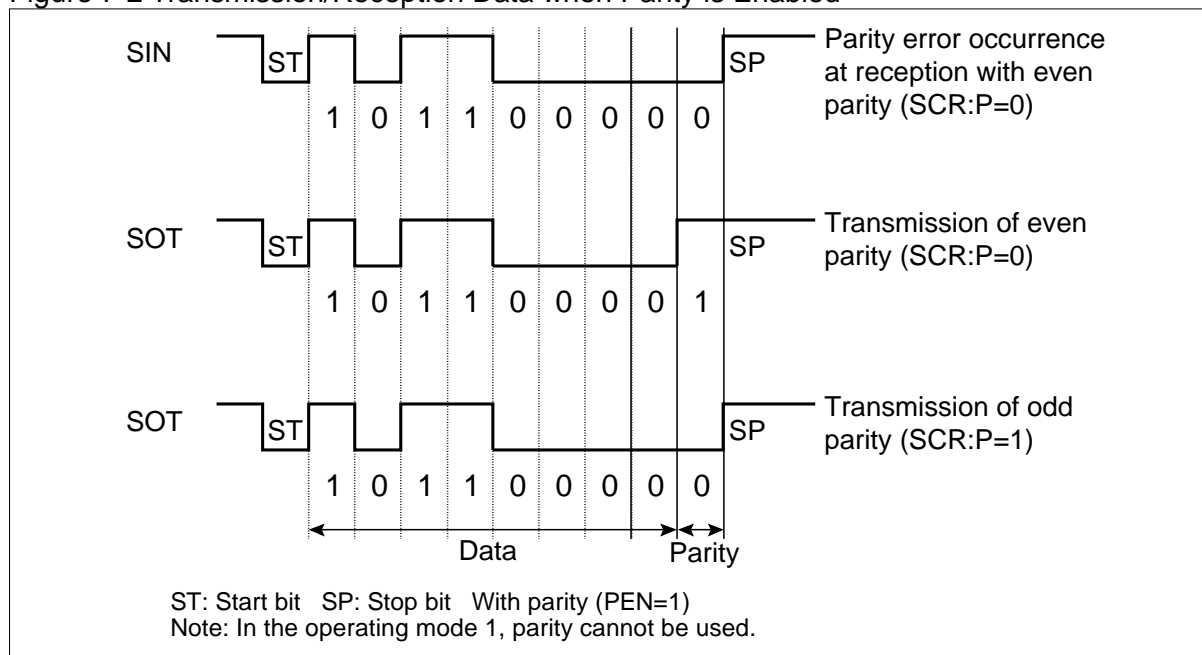 Figure 7-2 Transmission/Reception Data when Parity is Enabled
SIN
ST
SP
Parity error occurrence
at reception with even
parity (SCR:P=0)
1 0 1 1 0 0 0 0 0
SOT
ST
SP
Transmission of even
parity (SCR:P=0)
1 0 1 1 0 0 0 0 1
SOT
ST
SP
Transmission of odd
parity (SCR:P=1)
1 0 1 1 0 0 0 0 0
Data
Parity
ST: Start bit SP: Stop bit With parity (PEN=1)
Note: In the operating mode 1, parity cannot be used.